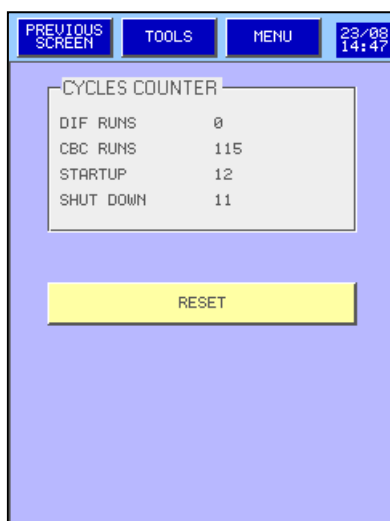 PREVIOUS
SCREEN
TOOLS
MENU
23/08
14:47
CYCLES COUNTER
DIF RUNS 0
CBC RUNS 115
STARTUP 12
SHUT DOWN 11
RESET